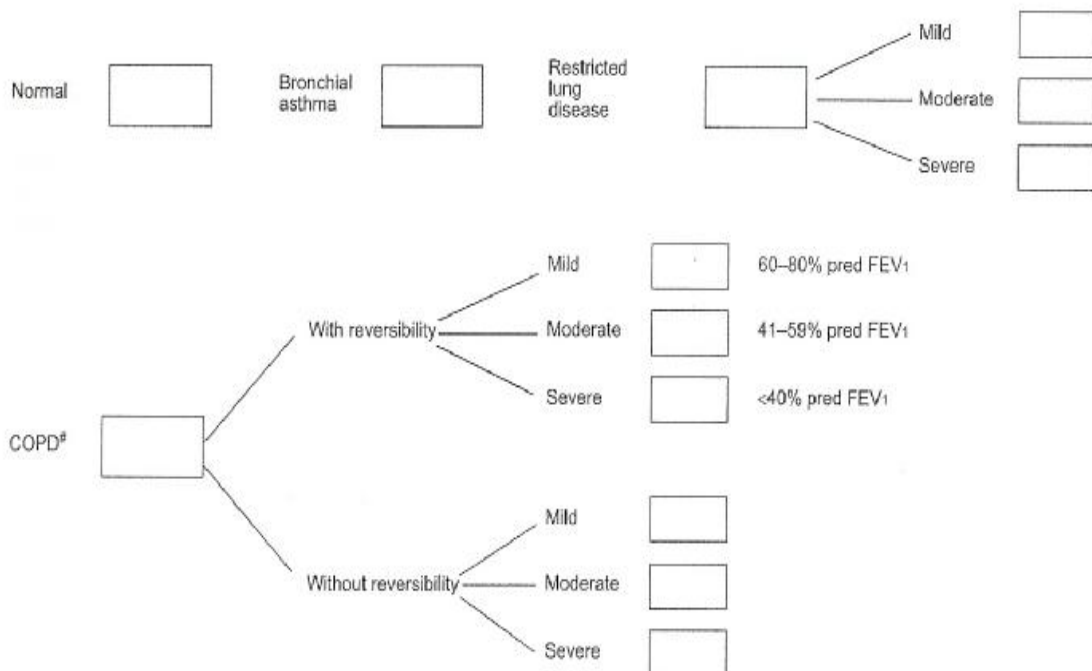 Normal
Bronchial
asthma
Restricted
lung
disease
Mild
Moderate
Severe
COPD#
With reversibility
Mild
60–80% pred FEV1
Moderate
41–59% pred FEV1
Severe
<40% pred FEV1
Without reversibility
Mild
Moderate
Severe